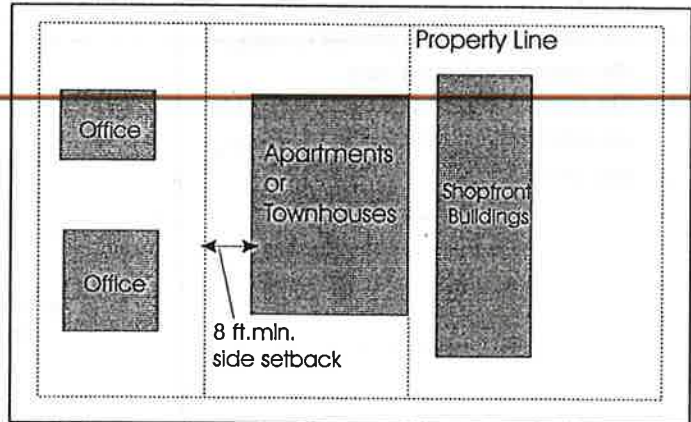 Property Line
Office
Apartments
or
Townhouses
Shopfront
Buildings
Office
8 ft.min.
side setback